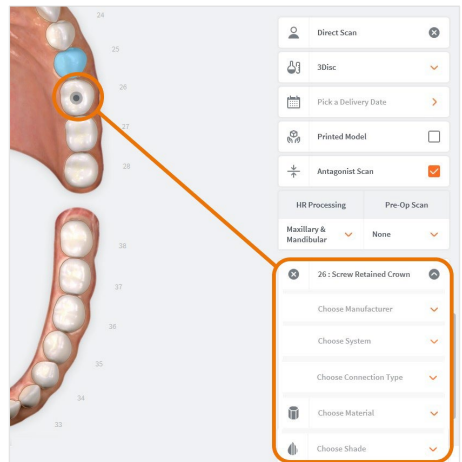 24
25
26
27
28
38
37
36
35
34
33
Direct Scan
3Disc
Pick a Delivery Date
Printed Model
Antagonist Scan
HR Processing Pre-Op Scan
Maxillary & None
Mandibular
26 : Screw Retained Crown
Choose Manufacturer
Choose System
Choose Connection Type
Choose Material
Choose Shade